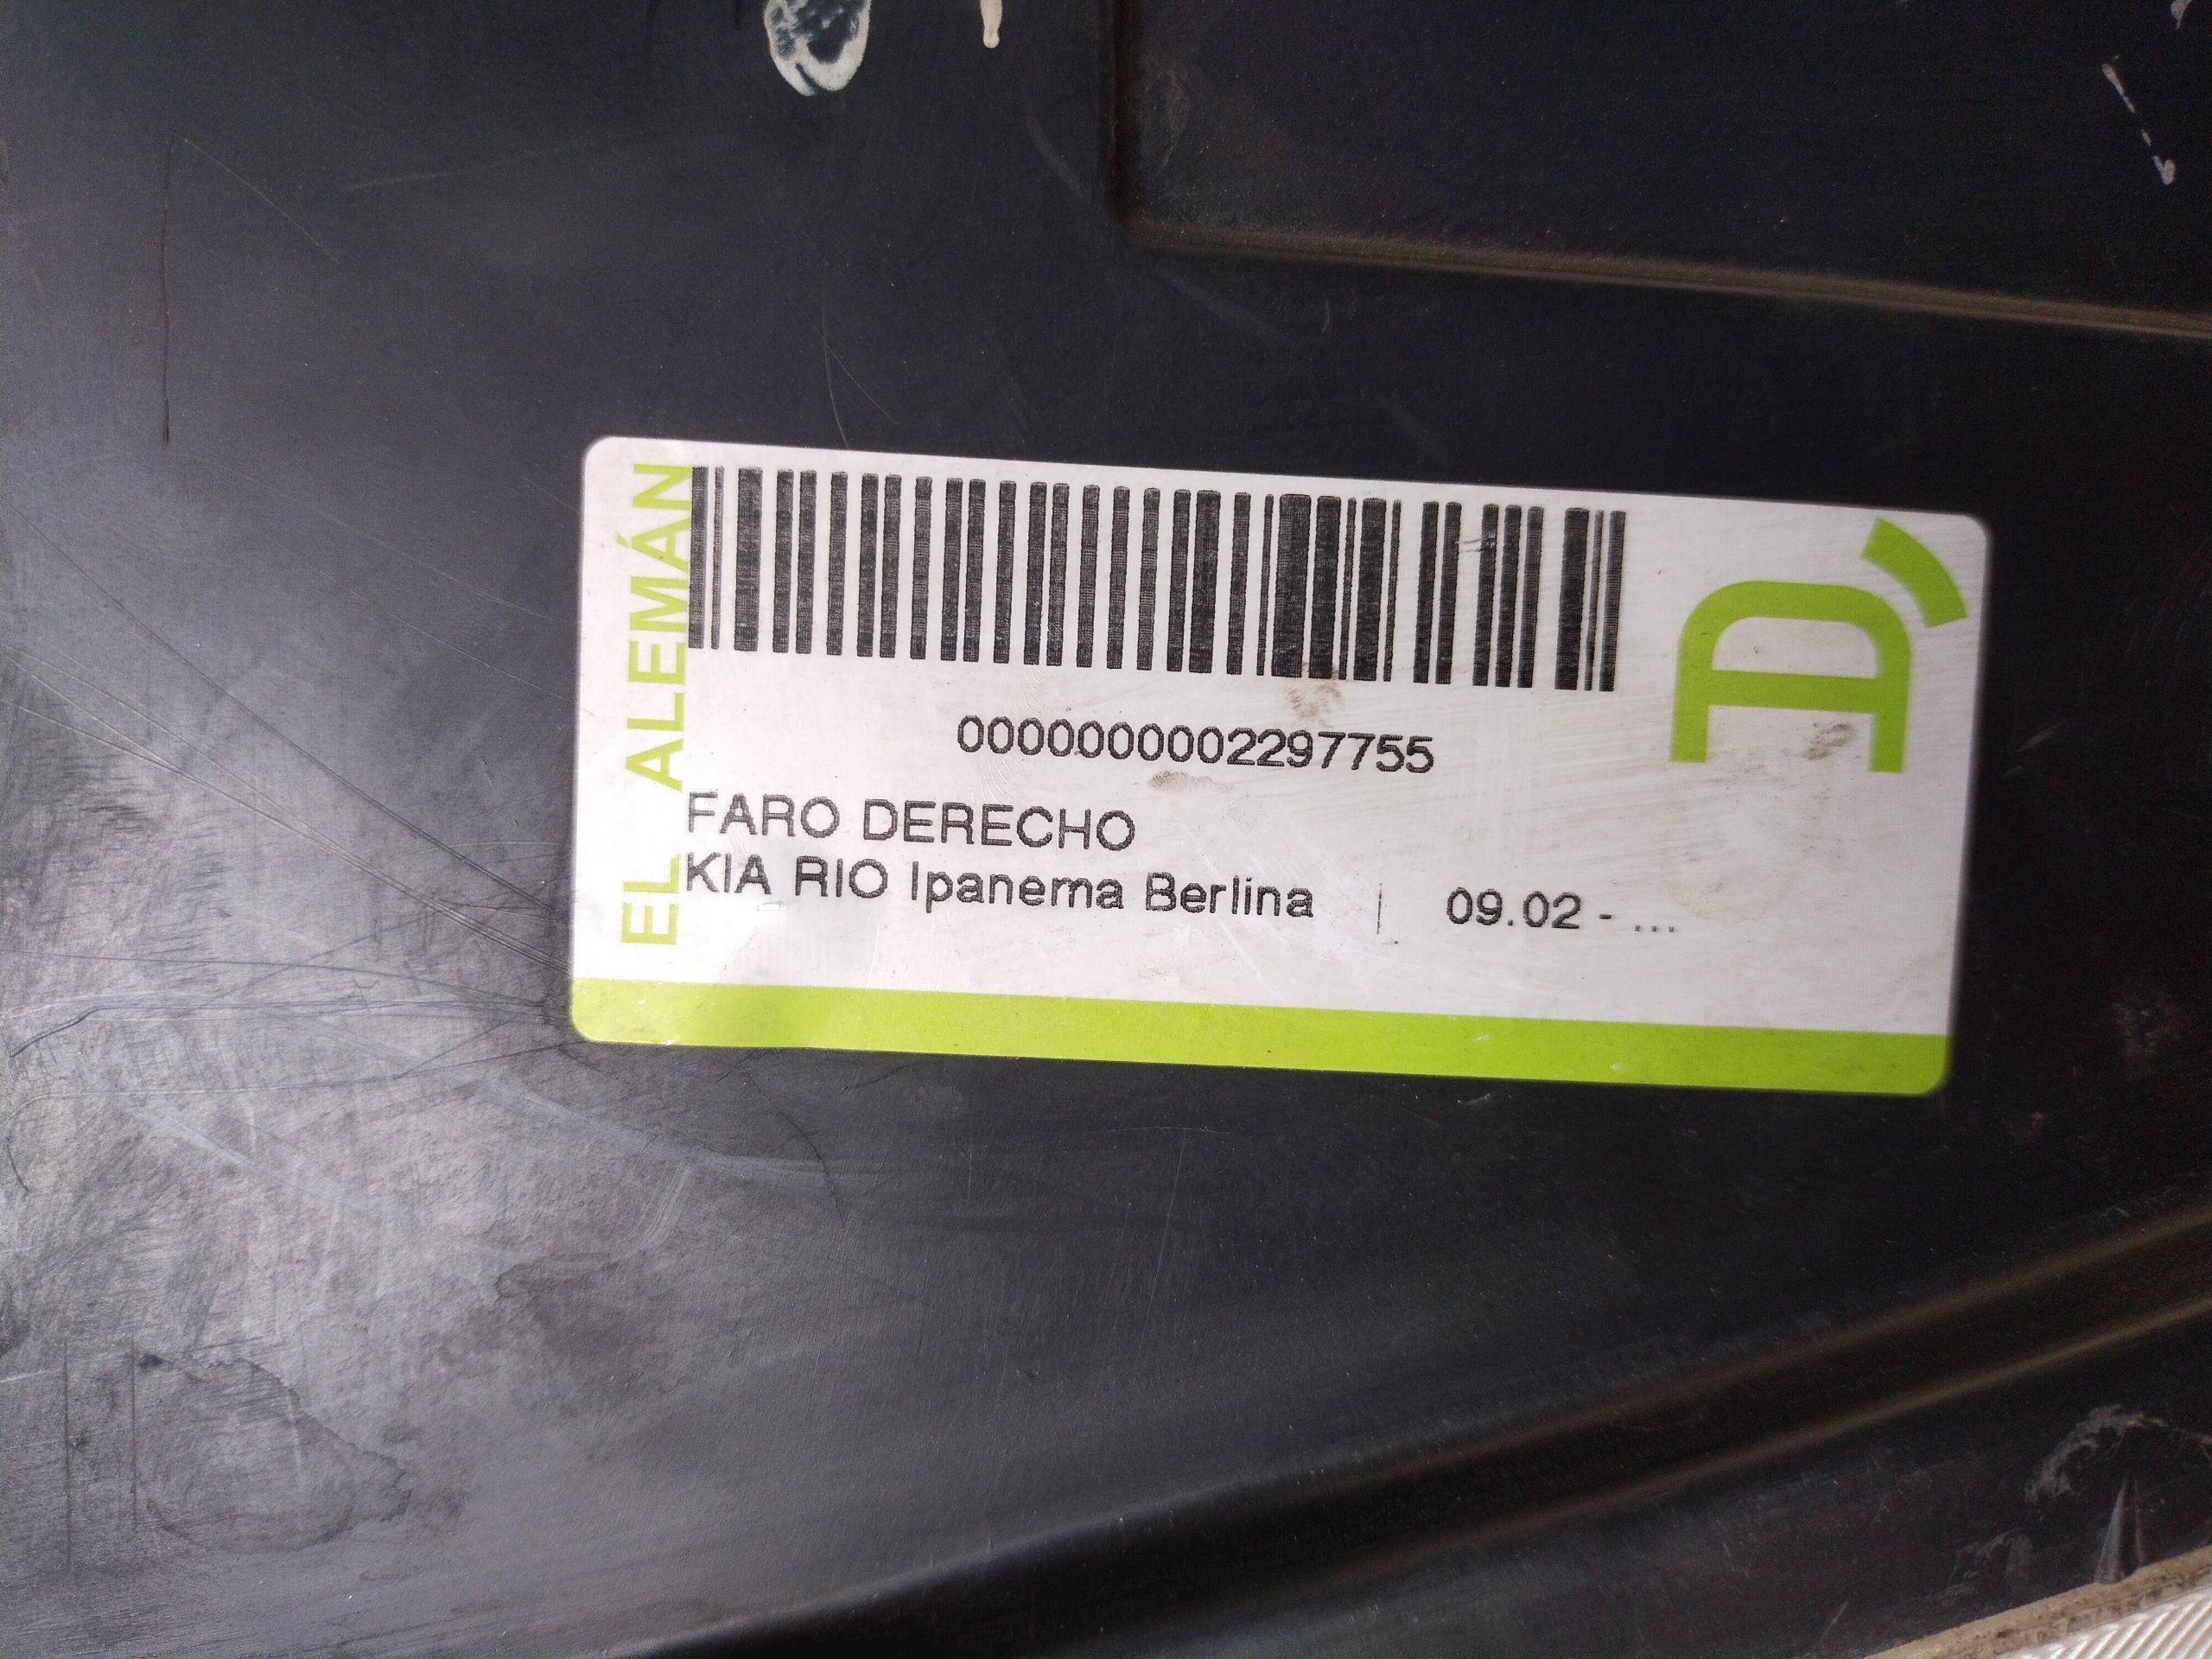 EL ALEMÁN
0000000002297755
FARO DERECHO
KIA RIO Ipanema Berlina | 09.02 - ...